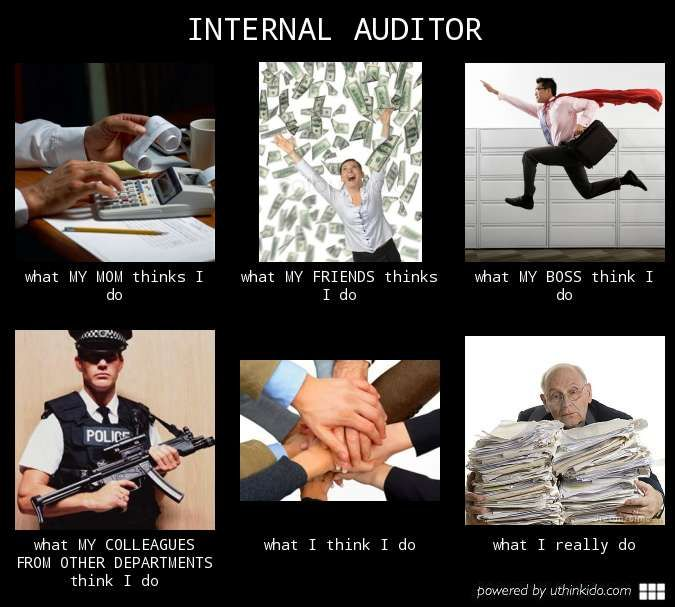 INTERNAL AUDITOR
what MY MOM thinks I
do
what MY FRIENDS thinks
I do
what MY BOSS think I
do
POLICE
what MY COLLEAGUES
FROM OTHER DEPARTMENTS
think I do
what I think I do
what I really do
powered by uthinkido.com